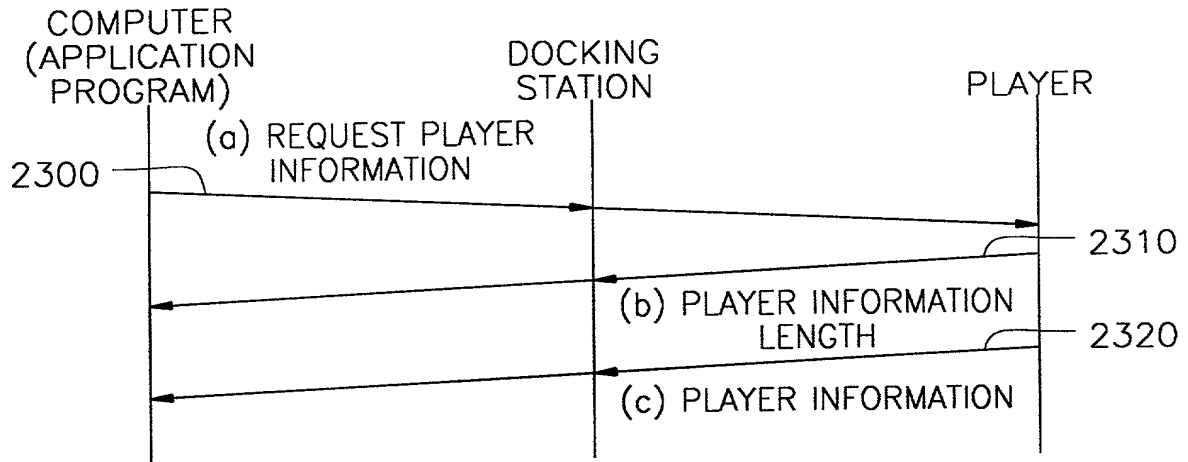 COMPUTER
(APPLICATION
PROGRAM)
DOCKING
STATION
PLAYER
(a) REQUEST PLAYER
INFORMATION
2300
2310
(b) PLAYER INFORMATION
LENGTH
2320
(c) PLAYER INFORMATION